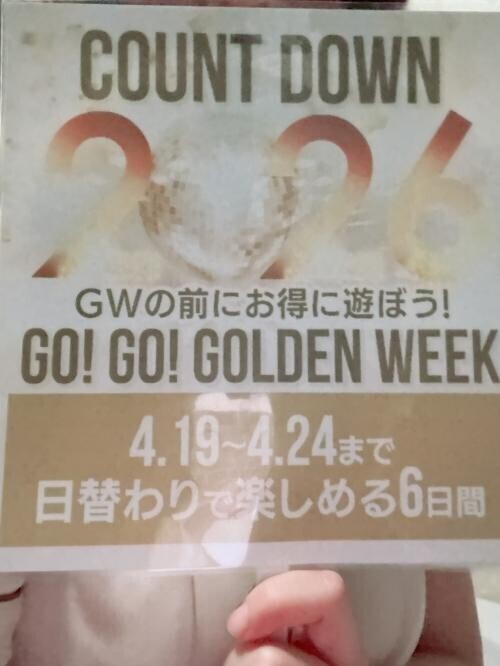 COUNT DOWN
2026
GWの前にお得に遊ぼう!
GO! GO! GOLDEN WEEK
4.19~4.24まで
日替わりで楽しめる6日間